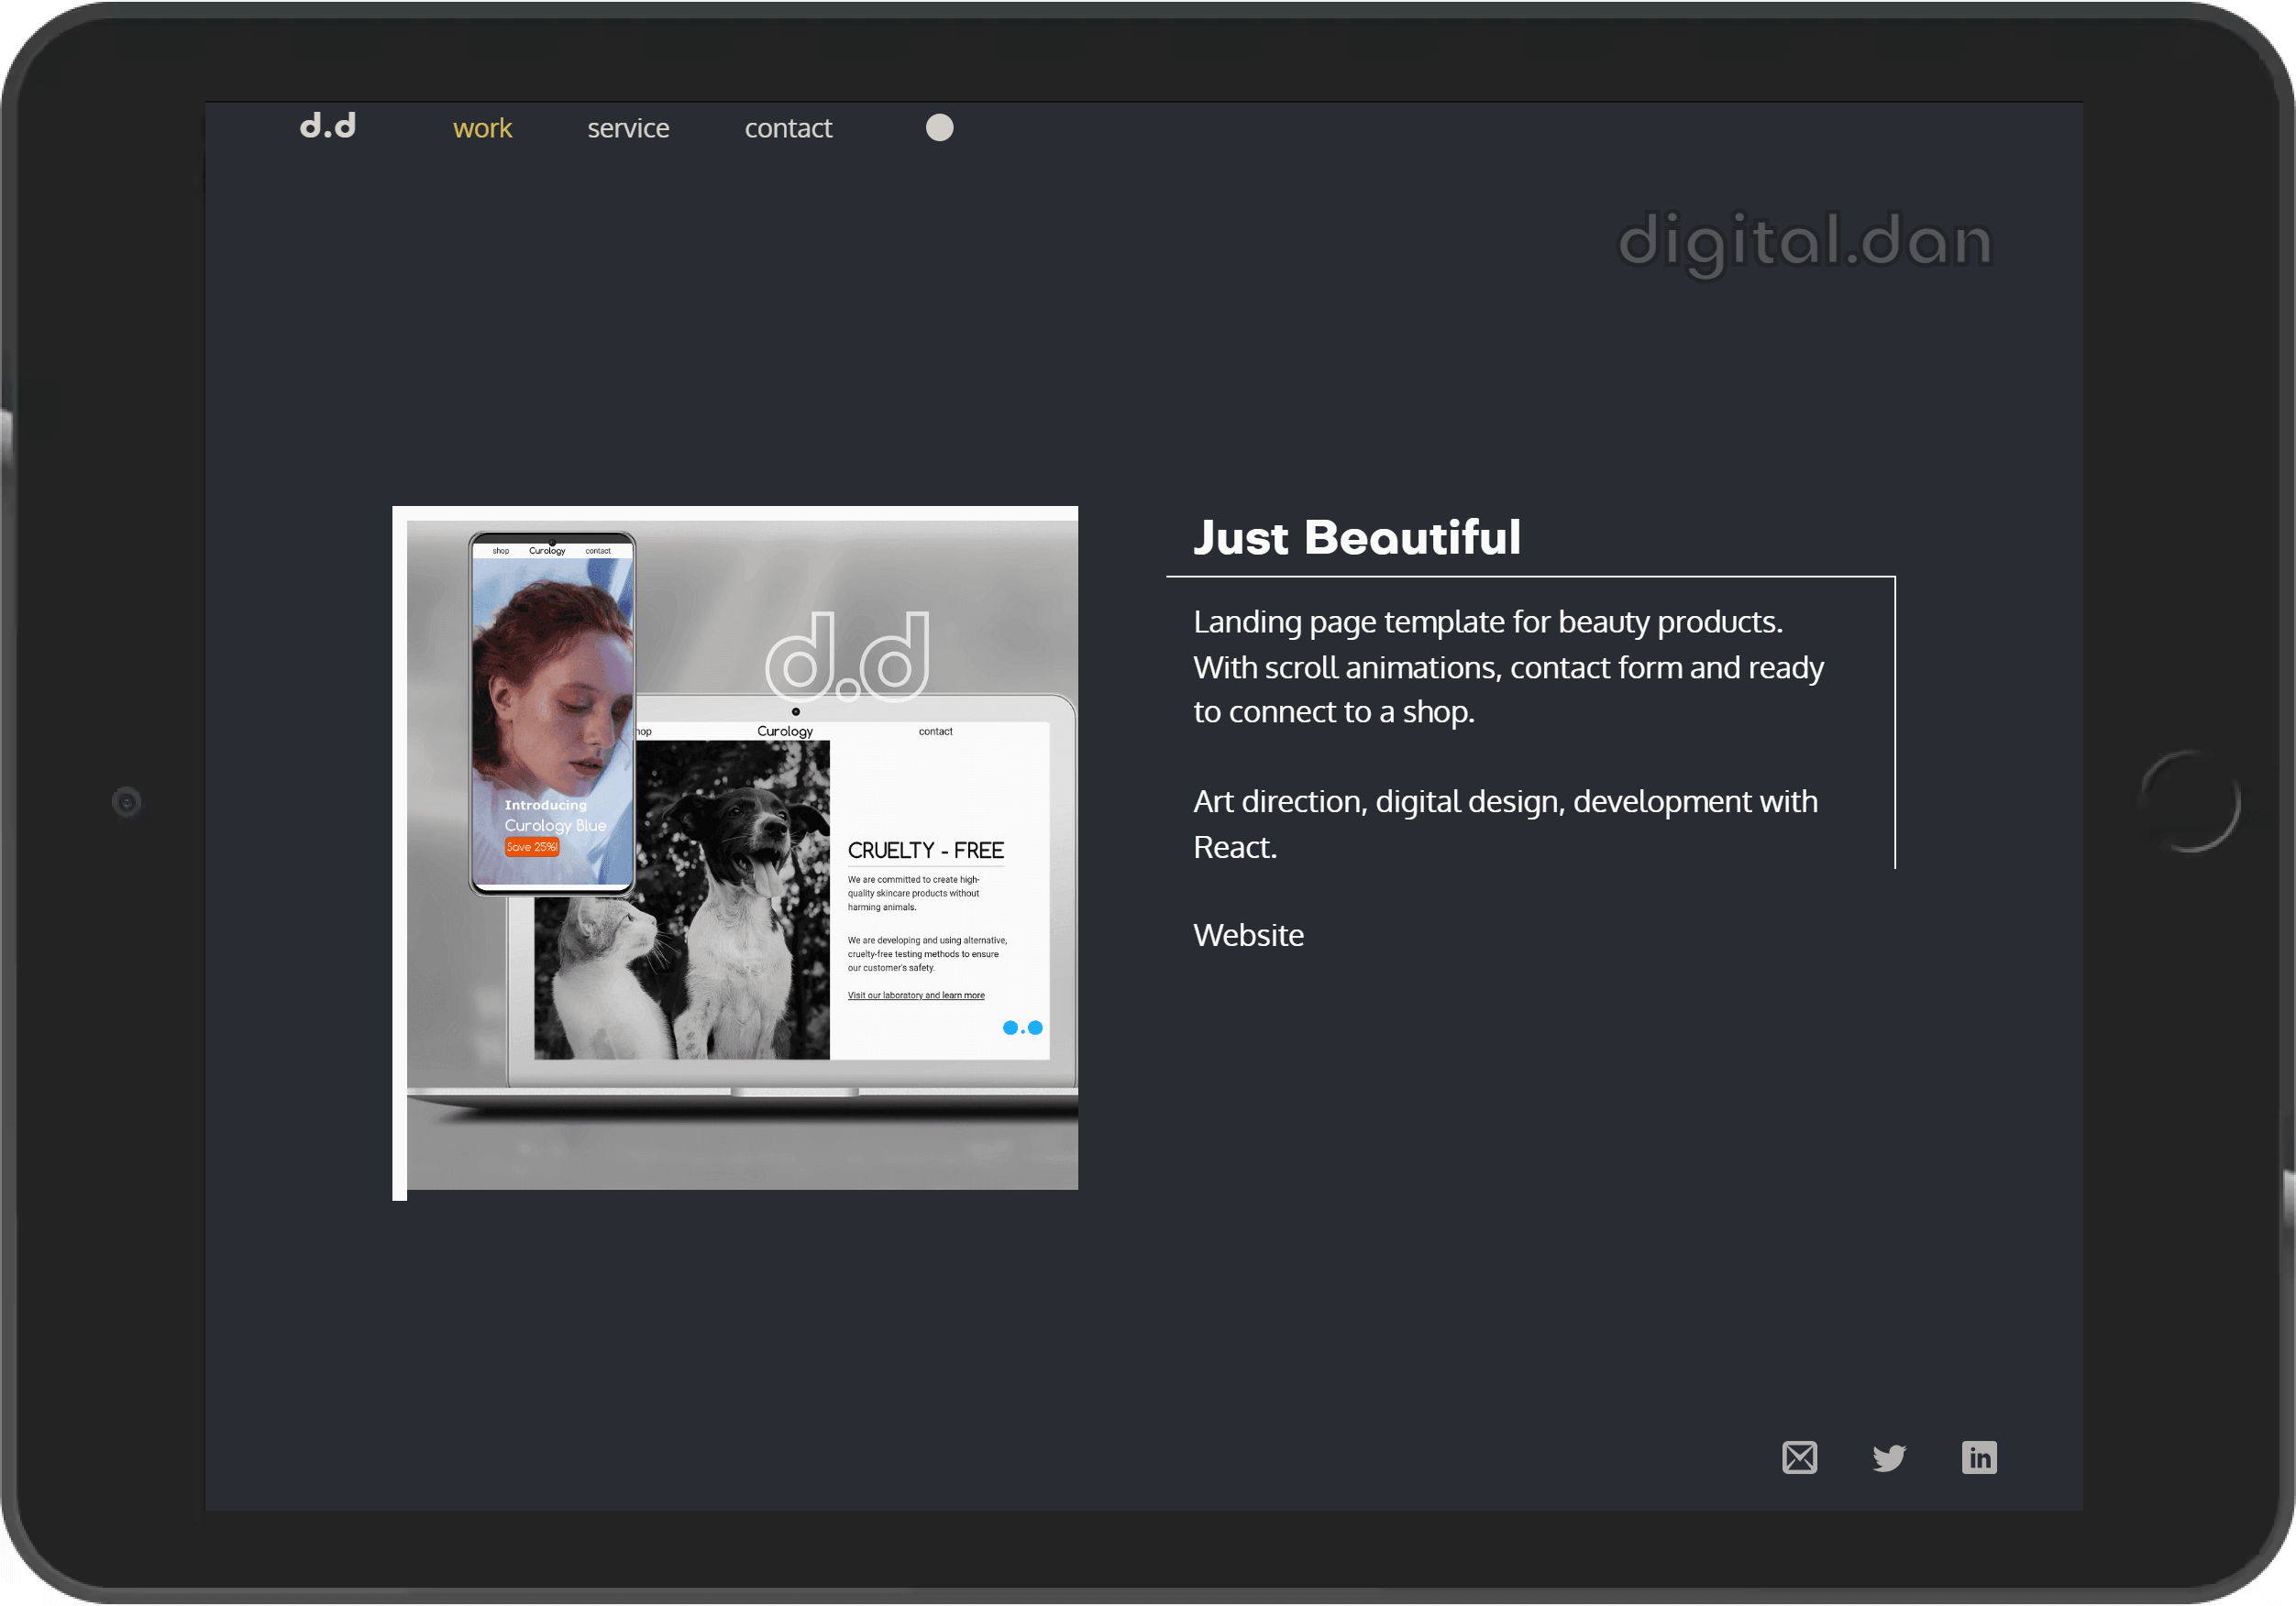 d.d work service contact
digital.dan
shop Curology contact
Introducing
Curology Blue
Save 25%!
d.d
hop Curology contact
CRUELTY - FREE
We are committed to create high-
quality skincare products without
harming animals.
We are developing and using alternative,
cruelty-free testing methods to ensure
our customer's safety.
Visit our laboratory and learn more
Just Beautiful
Landing page template for beauty products.
With scroll animations, contact form and ready
to connect to a shop.
Art direction, digital design, development with
React.
Website
in